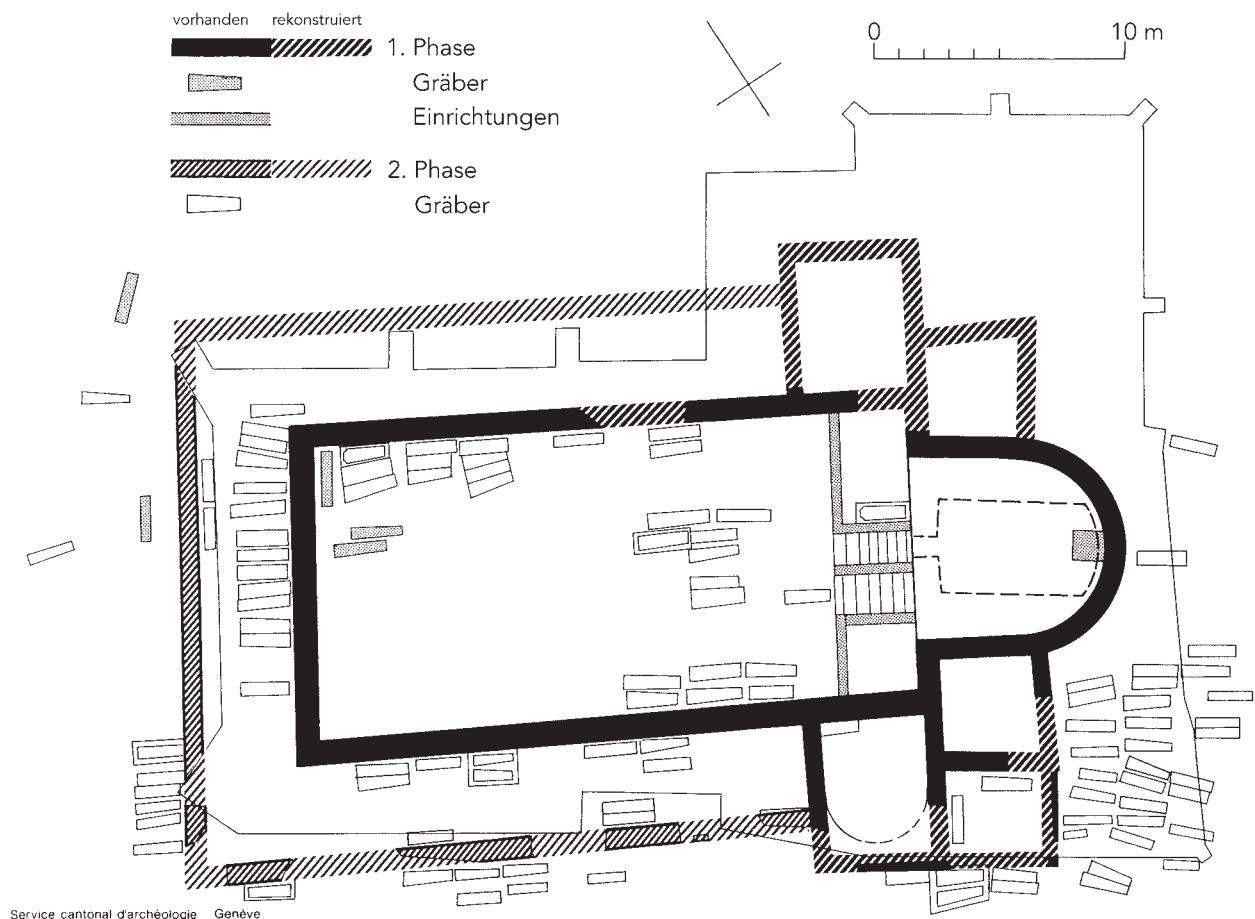 vorhanden rekonstruiert
1. Phase
Gräber
Einrichtungen
2. Phase
Gräber
0 10 m
Service cantonal d'archéologie Genève